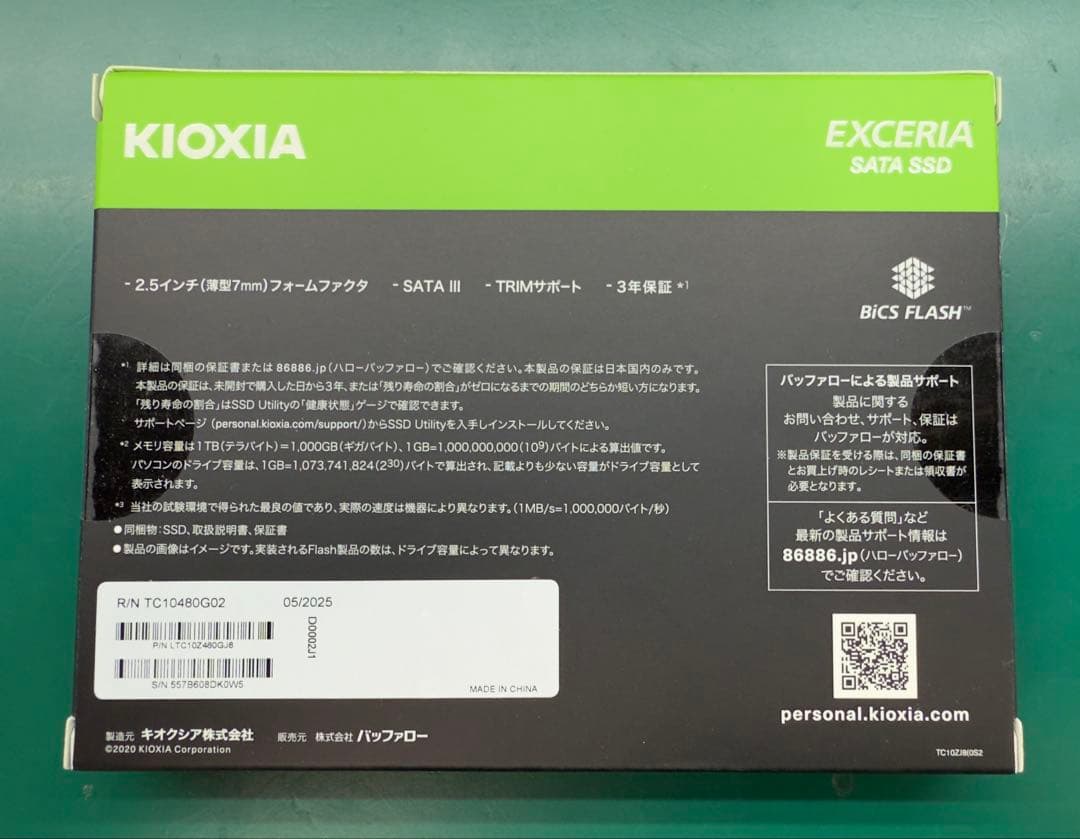 KIOXIA
EXCERIA
SATA SSD
- 2.5インチ(薄型7mm)フォームファクタ - SATA III - TRIMサポート - 3年保証 *1
BiCS FLASH™
*1 詳細は同梱の保証書または 86886.jp(ハローバッファロー)でご確認ください。本製品の保証は日本国内のみです。
本製品の保証は、未開封で購入した日から3年、または「残り寿命の割合」がゼロになるまでの期間のどちらか短い方になります。
「残り寿命の割合」はSSD Utilityの「健康状態」ゲージで確認できます。
サポートページ (personal.kioxia.com/support/)からSSD Utilityを入手しインストールしてください。
*2 メモリ容量は1TB(テラバイト)=1,000GB(ギガバイト)、1GB=1,000,000,000(10⁹)バイトによる算出値です。
パソコンのドライブ容量は、1GB=1,073,741,824(2³⁰)バイトで算出され、記載よりも少ない容量がドライブ容量として
表示されます。
*3 当社の試験環境で得られた最良の値であり、実際の速度は機器により異なります。(1MB/s=1,000,000バイト/秒)
●同梱物:SSD、取扱説明書、保証書
●製品の画像はイメージです。実装されるFlash製品の数は、ドライブ容量によって異なります。
バッファローによる製品サポート
製品に関する
お問い合わせ、サポート、保証は
バッファローが対応。
※製品保証を受ける際は、同梱の保証書
とお買上げ時のレシートまたは領収書が
必要となります。
「よくある質問」など
最新の製品サポート情報は
86886.jp(ハローバッファロー)
でご確認ください。
R/N TC10480G02 05/2025
P/N LTC10Z480GJ8
S/N 557B608DK0W5
D0002J1
MADE IN CHINA
personal.kioxia.com
製造元 キオクシア株式会社 販売元 株式会社 バッファロー
©2020 KIOXIA Corporation
TC10ZJ8(0S2